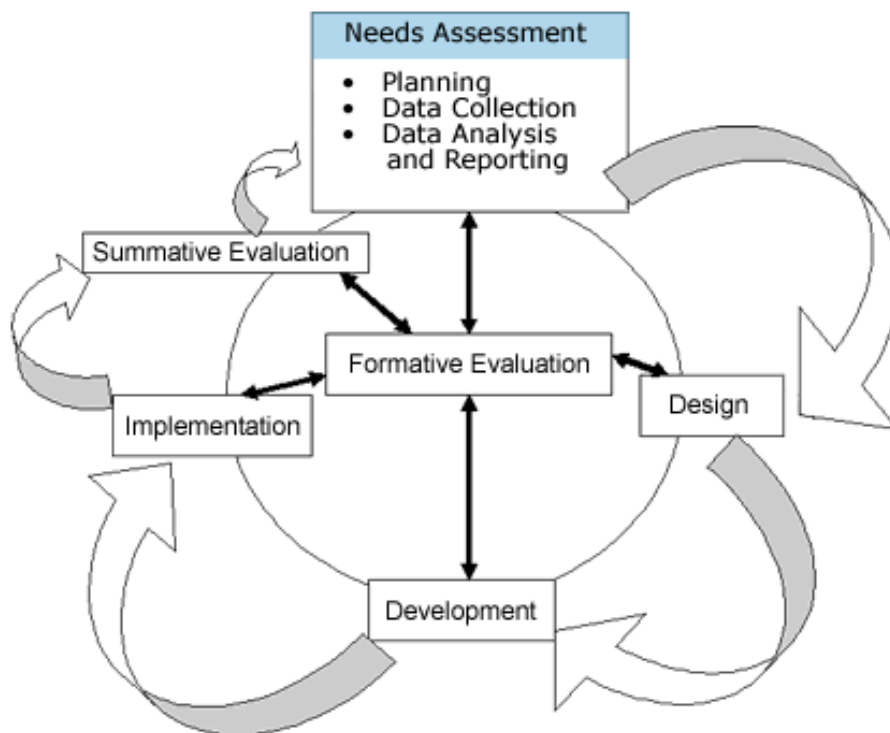 Needs Assessment
• Planning
• Data Collection
• Data Analysis
and Reporting
Summative Evaluation
Formative Evaluation
Design
Implementation
Development